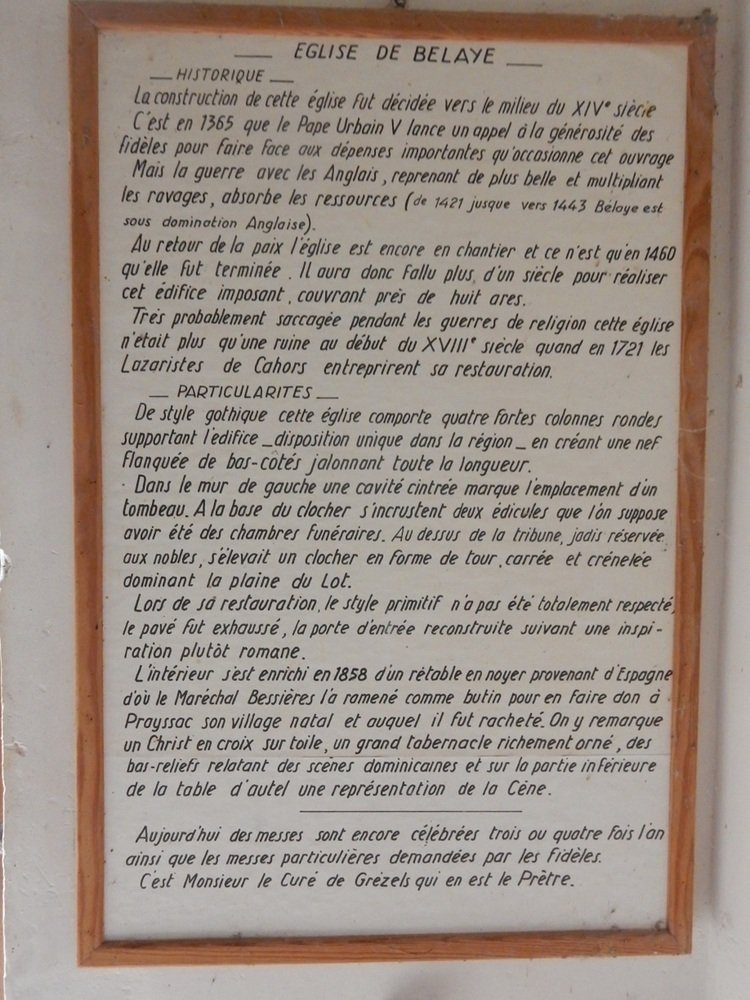 EGLISE DE BELAYE
HISTORIQUE
La construction de cette église fut décidée vers le milieu du XIVe siècle
C'est en 1365 que le Pape Urbain V lance un appel à la générosité des
fidèles pour faire face aux dépenses importantes qu'occasionne cet ouvrage
Mais la guerre avec les Anglais, reprenant de plus belle et multipliant
les ravages, absorbe les ressources (de 1421 jusque vers 1443 Bélaye est
sous domination Anglaise).
Au retour de la paix l'église est encore en chantier et ce n'est qu'en 1460
qu'elle fut terminée. Il aura donc fallu plus d'un siècle pour réaliser
cet édifice imposant, couvrant près de huit ares.
Très probablement saccagée pendant les guerres de religion cette église
n'était plus qu'une ruine au début du XVIIIe siècle quand en 1721 les
Lazaristes de Cahors entreprirent sa restauration.
PARTICULARITES
De style gothique cette église comporte quatre fortes colonnes rondes
supportant l'édifice _ disposition unique dans la région _ en créant une nef
flanquée de bas-côtés jalonnant toute la longueur.
Dans le mur de gauche une cavité cintrée marque l'emplacement d'un
tombeau. A la base du clocher s'incrustent deux édicules que l'on suppose
avoir été des chambres funéraires. Au dessus de la tribune, jadis réservée
aux nobles, s'élevait un clocher en forme de tour, carrée et crénelée
dominant la plaine du Lot.
Lors de sa restauration, le style primitif n'a pas été totalement respecté,
le pavé fut exhaussé, la porte d'entrée reconstruite suivant une inspi-
ration plutôt romane.
L'intérieur s'est enrichi en 1858 d'un rétable en noyer provenant d'Espagne
d'où le Maréchal Bessières l'a ramené comme butin pour en faire don à
Prayssac son village natal et auquel il fut racheté. On y remarque
un Christ en croix sur toile, un grand tabernacle richement orné, des
bas-reliefs relatant des scènes dominicaines et sur la partie inférieure
de la table d'autel une représentation de la Cène.
Aujourd'hui des messes sont encore célébrées trois ou quatre fois l'an
ainsi que les messes particulières demandées par les fidèles.
C'est Monsieur le Curé de Grézels qui en est le Prêtre.